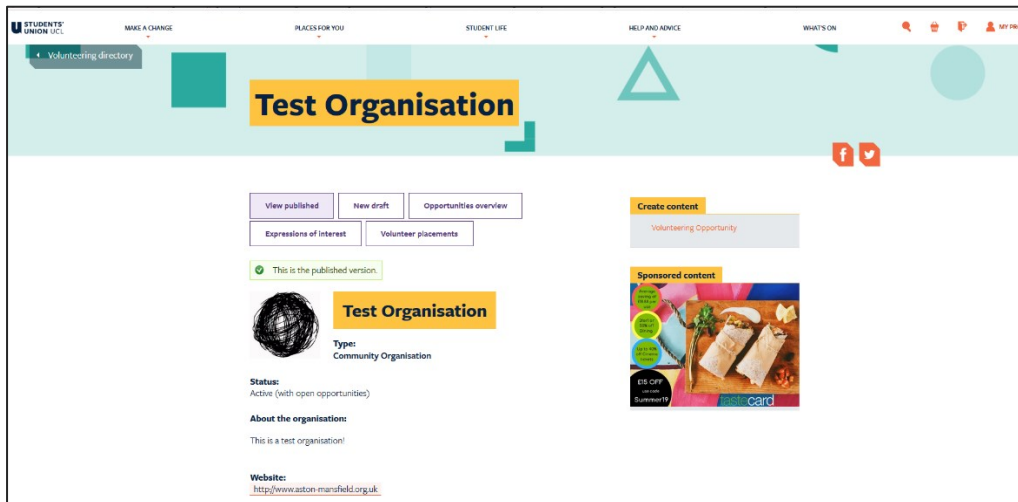 STUDENTS'
UNION UCL
MAKE A CHANGE
PLACES FOR YOU
STUDENT LIFE
HELP AND ADVICE
WHAT'S ON
MY PR
Volunteering directory
Test Organisation
View published
New draft
Opportunities overview
Expressions of interest
Volunteer placements
This is the published version.
Test Organisation
Type:
Community Organisation
Status:
Active (with open opportunities)
About the organisation:
This is a test organisation!
Website:
http://www.aston-mansfield.org.uk
Create content
Volunteering Opportunity
Sponsored content
£15 OFF
use code
Summer19
tastecard